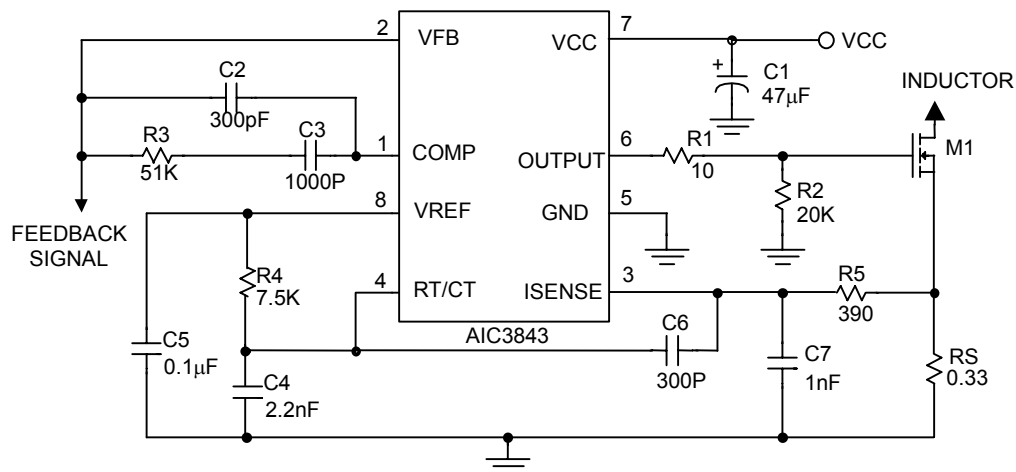 2
VFB
VCC
7
VCC
C2
300pF
+
C1
47μF
INDUCTOR
R3
51K
C3
1000P
1
COMP
OUTPUT
6
R1
10
M1
8
VREF
GND
5
R2
20K
FEEDBACK
SIGNAL
R4
7.5K
4
RT/CT
ISENSE
3
R5
390
AIC3843
C5
0.1μF
C6
300P
C7
1nF
RS
0.33
C4
2.2nF